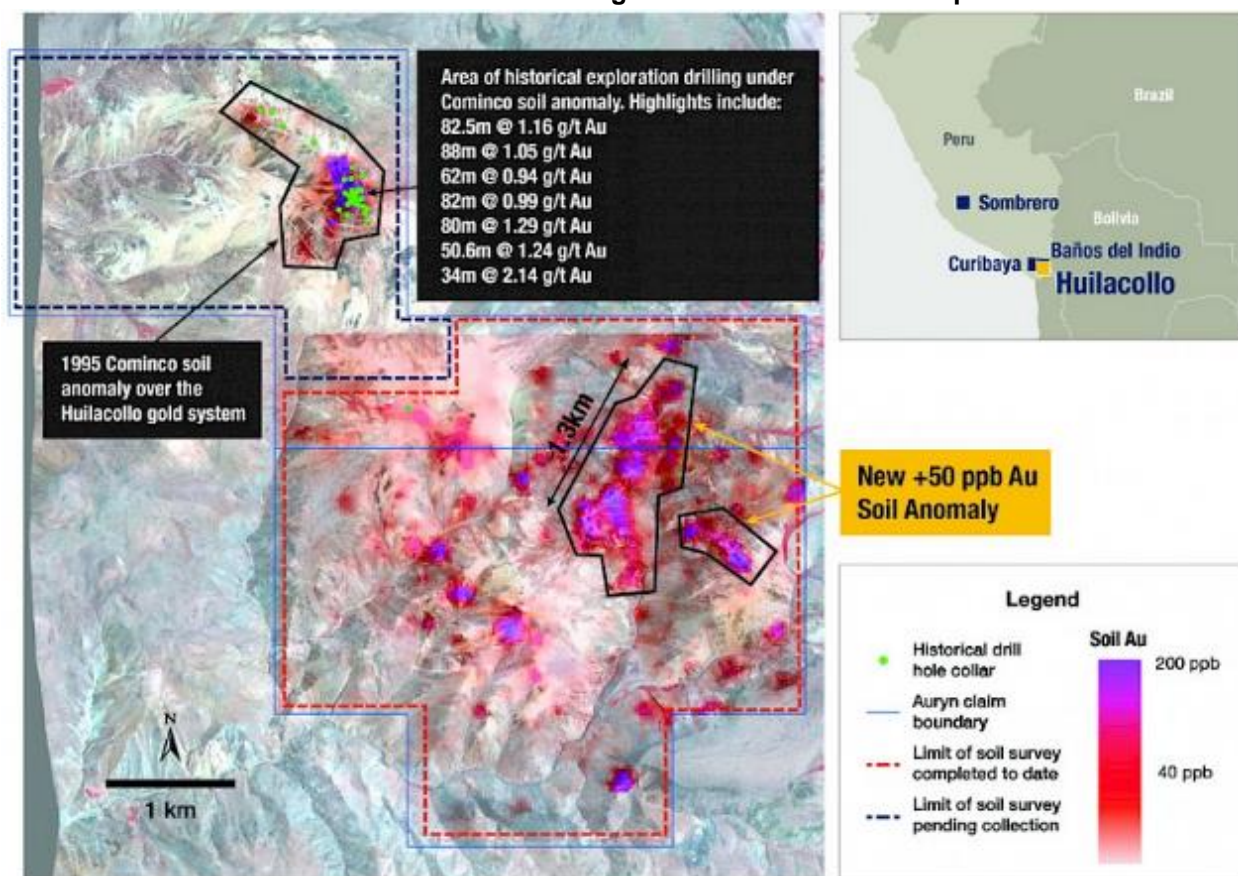 Area of historical exploration drilling under
Cominco soil anomaly. Highlights include:
82.5m @ 1.16 g/t Au
88m @ 1.05 g/t Au
62m @ 0.94 g/t Au
82m @ 0.99 g/t Au
80m @ 1.29 g/t Au
50.6m @ 1.24 g/t Au
34m @ 2.14 g/t Au
Brazil
Peru
Sombrero
Bolivia
Baños del Indio
Curibaya
Huilacollo
1995 Cominco soil
anomaly over the
Huilacollo gold system
1.3km
New +50 ppb Au
Soil Anomaly
Legend
Historical drill
hole collar
Auryn claim
boundary
Limit of soil survey
completed to date
Limit of soil survey
pending collection
Soil Au
200 ppb
40 ppb
N
1 km